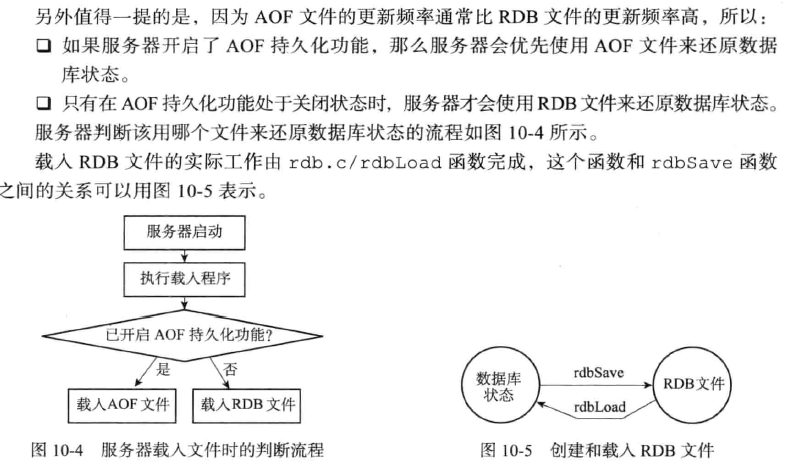 另外值得一提的是，因为 AOF 文件的更新频率通常比 RDB 文件的更新频率高，所以：
❑ 如果服务器开启了 AOF 持久化功能，那么服务器会优先使用 AOF 文件来还原数据
库状态。
❑ 只有在 AOF 持久化功能处于关闭状态时，服务器才会使用 RDB 文件来还原数据库状态。
服务器判断该用哪个文件来还原数据库状态的流程如图 10-4 所示。
载入 RDB 文件的实际工作由 rdb.c/rdbLoad 函数完成，这个函数和 rdbSave 函数
之间的关系可以用图 10-5 表示。
服务器启动
执行载入程序
已开启 AOF 持久化功能?
是
否
载入AOF 文件
载入RDB 文件
图 10-4 服务器载入文件时的判断流程
数据库
状态
rdbSave
rdbLoad
RDB文件
图 10-5 创建和载入 RDB 文件